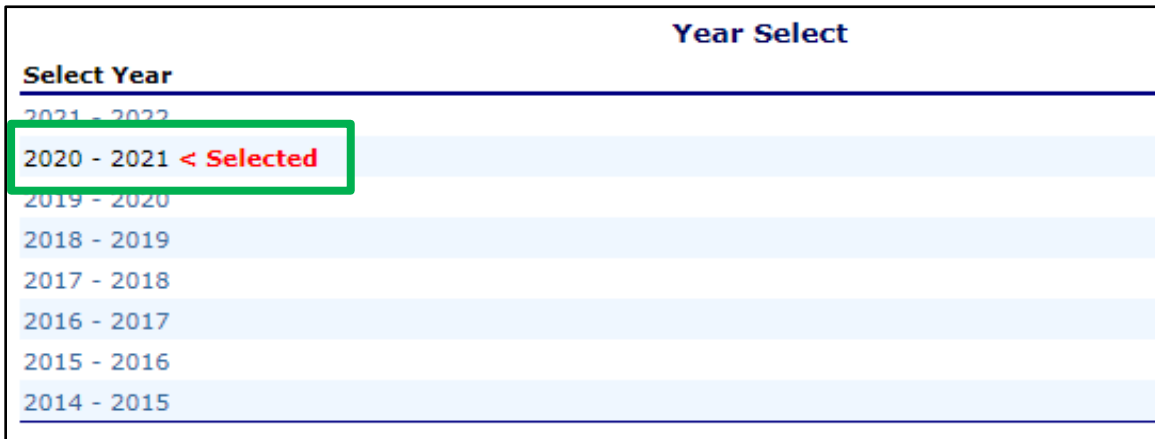 Year Select
Select Year
2021 - 2022
2020 - 2021 < Selected
2019 - 2020
2018 - 2019
2017 - 2018
2016 - 2017
2015 - 2016
2014 - 2015